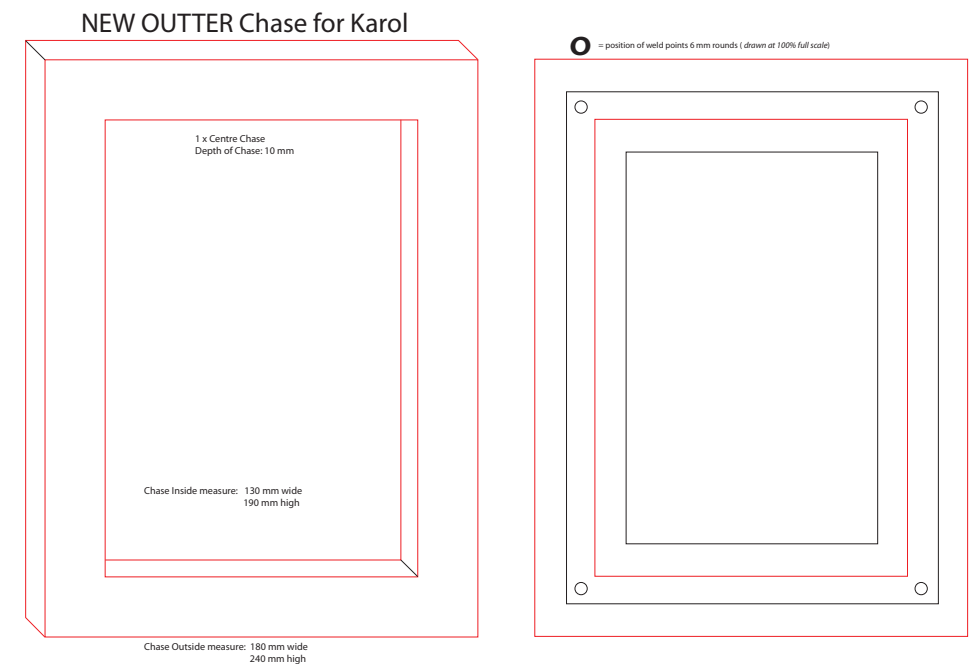 NEW OUTTER Chase for Karol
1 x Centre Chase
Depth of Chase: 10 mm
Chase Inside measure: 130 mm wide
190 mm high
Chase Outside measure: 180 mm wide
240 mm high
O = position of weld points 6 mm rounds ( drawn at 100% full scale)